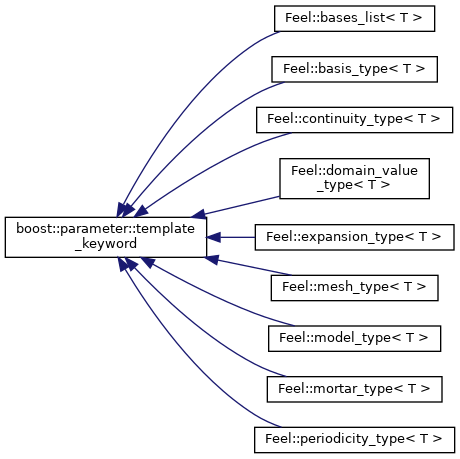 Feel::bases_list< T >
Feel::basis_type< T >
Feel::continuity_type< T >
Feel::domain_value
_type< T >
boost::parameter::template
_keyword
Feel::expansion_type< T >
Feel::mesh_type< T >
Feel::model_type< T >
Feel::mortar_type< T >
Feel::periodicity_type< T >